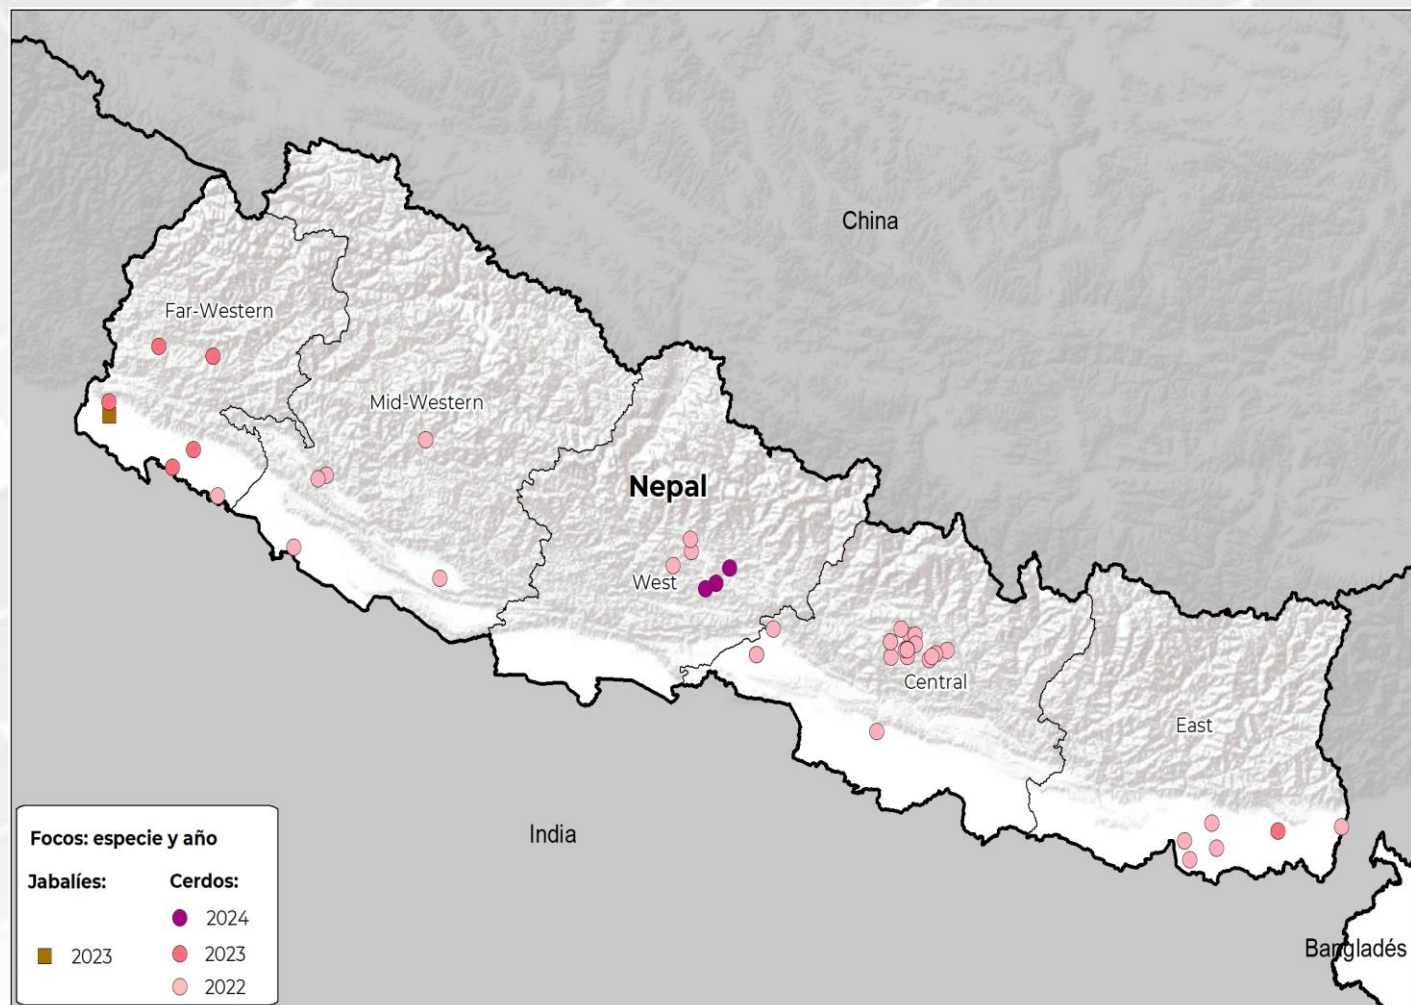 China
Far-Western
Mid-Western
Nepal
West
Central
East
India
Bangladés
Focos: especie y año
Jabalíes:
Cerdos:
2024
2023
2023
2022